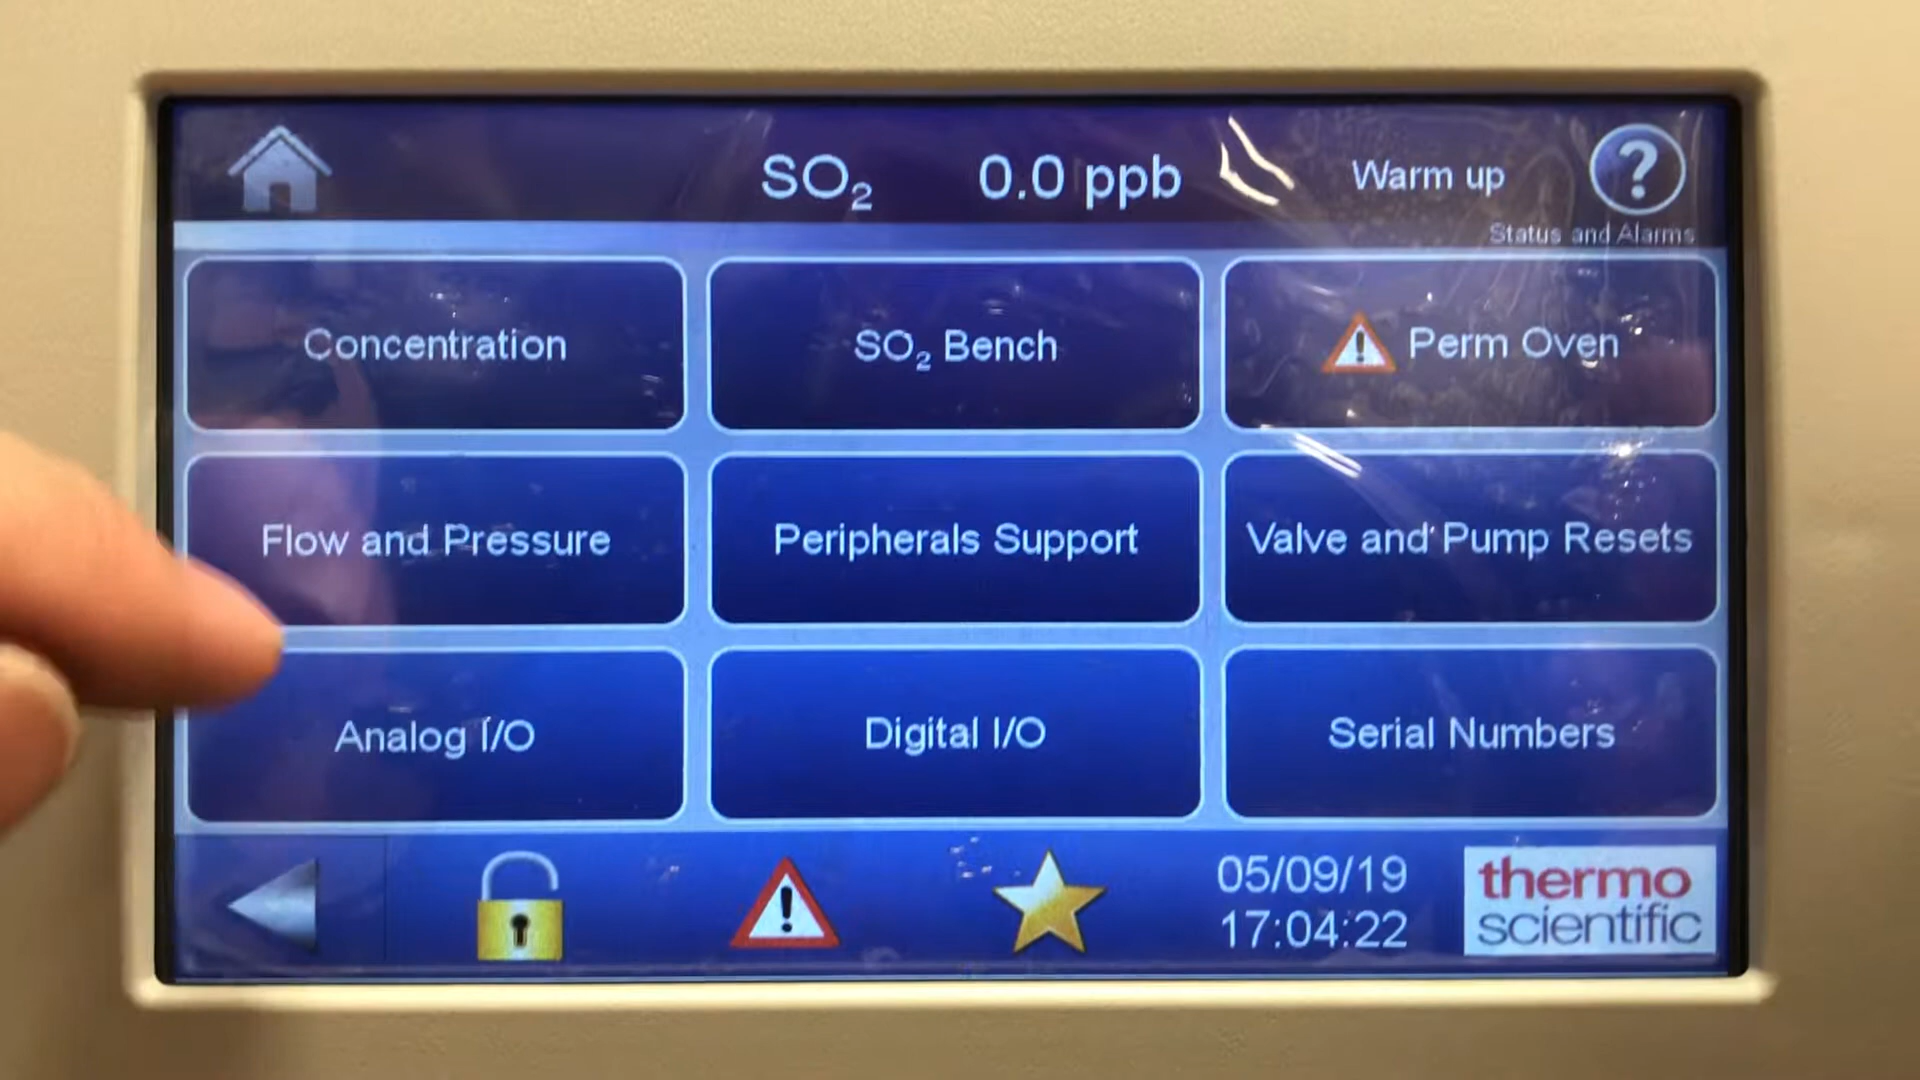 SO₂ 0.0 ppb Warm up
Status and Alarms
Concentration
SO₂ Bench
Perm Oven
Flow and Pressure
Peripherals Support
Valve and Pump Resets
Analog I/O
Digital I/O
Serial Numbers
05/09/19
17:04:22
thermo
scientific